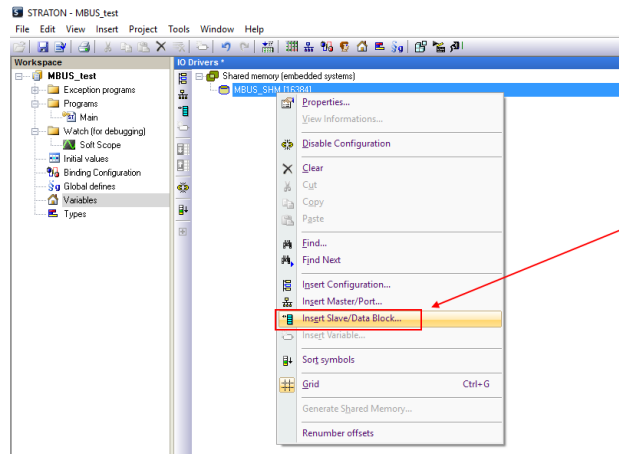 STRATON - MBUS_test
File Edit View Insert Project Tools Window Help
Workspace
IO Drivers *
MBUS_test
Exception programs
Programs
Main
Watch (for debugging)
Soft Scope
Initial values
Binding Configuration
Global defines
Variables
Types
Shared memory (embedded systems)
MBUS_SHM [16384]
Properties...
View Informations...
Disable Configuration
Clear
Cut
Copy
Paste
Find...
Find Next
Insert Configuration...
Insert Master/Port...
Insert Slave/Data Block...
Insert Variable...
Sort symbols
Grid Ctrl+G
Generate Shared Memory...
Renumber offsets